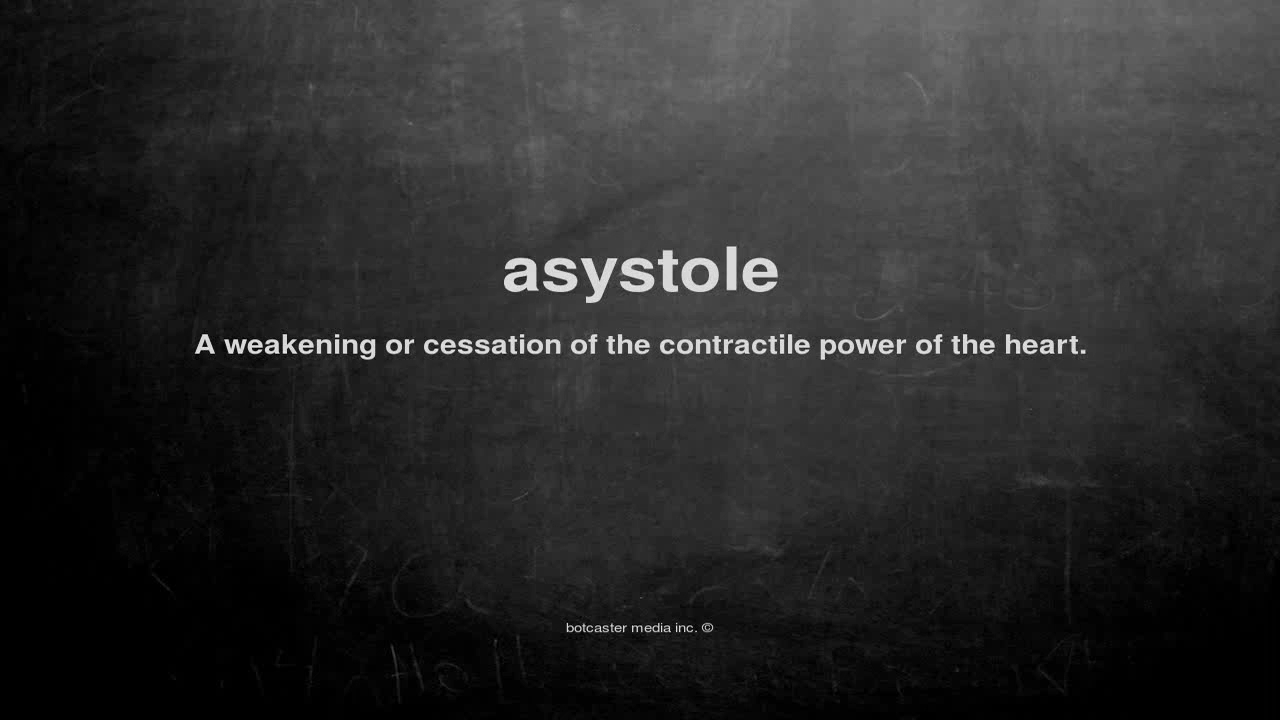 asystole
A weakening or cessation of the contractile power of the heart.
botcaster media inc. ©